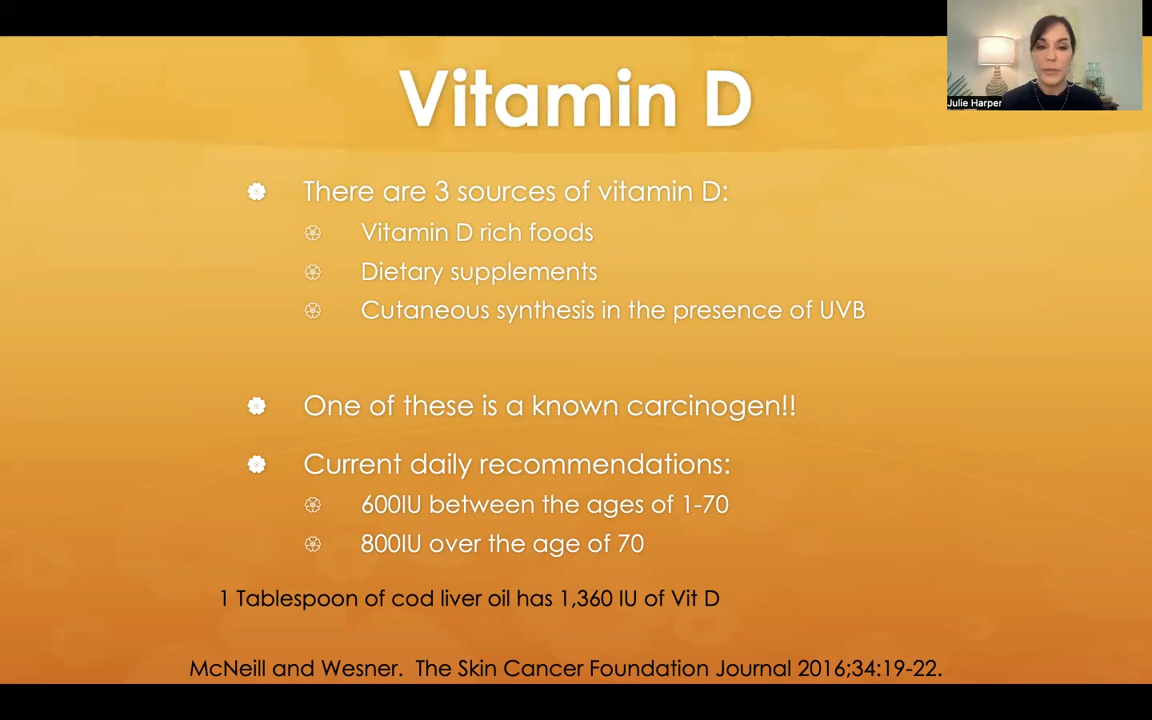 Vitamin D
Julie Harper
There are 3 sources of vitamin D:
Vitamin D rich foods
Dietary supplements
Cutaneous synthesis in the presence of UVB
One of these is a known carcinogen!!
Current daily recommendations:
600IU between the ages of 1-70
800IU over the age of 70
1 Tablespoon of cod liver oil has 1,360 IU of Vit D
McNeill and Wesner.  The Skin Cancer Foundation Journal 2016;34:19-22.